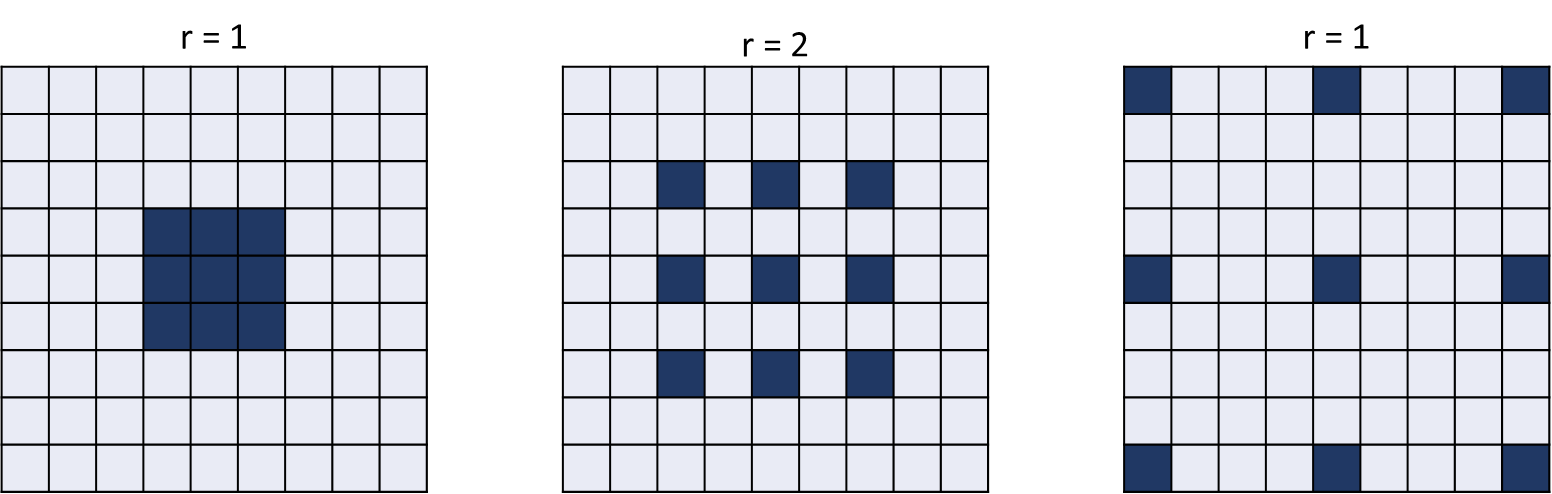 r = 1
r = 2
r = 1